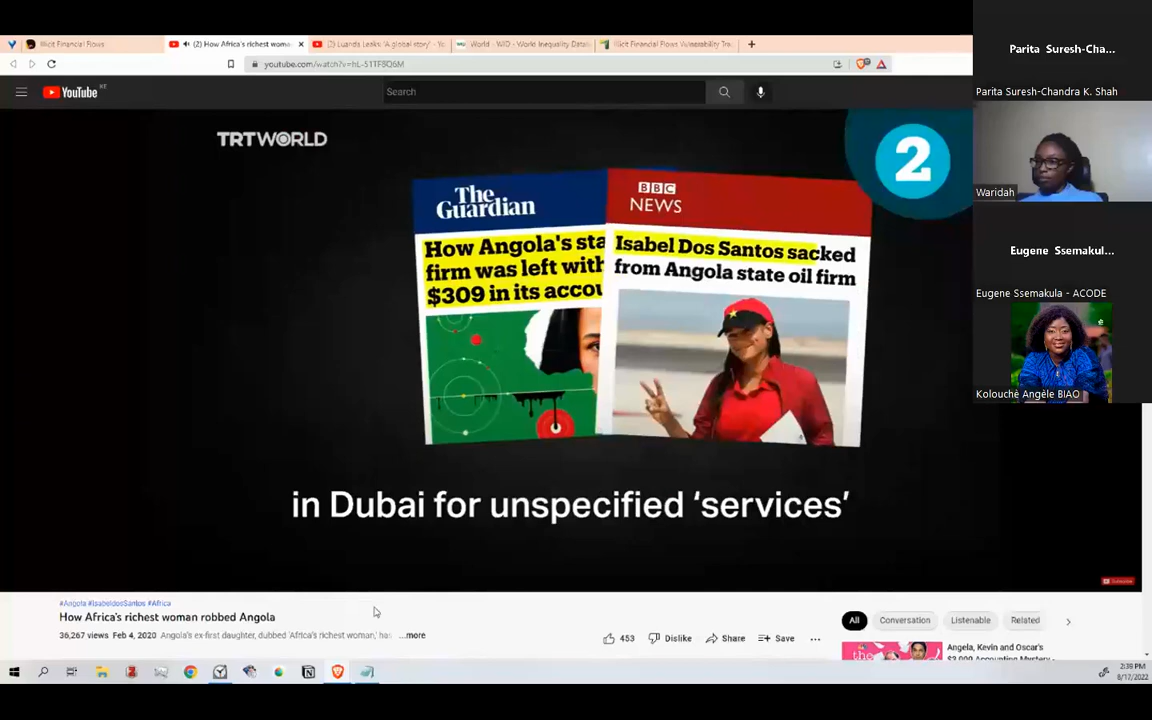 Illicit Financial Flows
(2) How Africa's richest woma
(2) Luanda Leaks: 'A global story' - Yo
World - WID - World Inequality Datab
Illicit Financial Flows Vulnerability Tra
youtube.com/watch?v=hL-51TF8Q6M
YouTube KE
Search
TRTWORLD
2
The Guardian
How Angola's sta
firm was left with
$309 in its accou
BBC
NEWS
Isabel Dos Santos sacked
from Angola state oil firm
in Dubai for unspecified 'services'
Subscribe
#Angola #IsabeldosSantos #Africa
How Africa's richest woman robbed Angola
36,267 views Feb 4, 2020 Angola's ex-first daughter, dubbed 'Africa's richest woman,' has ...more
453
Dislike
Share
Save
All
Conversation
Listenable
Related
Angela, Kevin and Oscar's
$3,000 Accounting Mystery -
2:39 PM
8/17/2022
Parita Suresh-Cha...
Parita Suresh-Chandra K. Shah
Waridah
Eugene Ssemakul...
Eugene Ssemakula - ACODE
Kolouchè Angèle BIAO